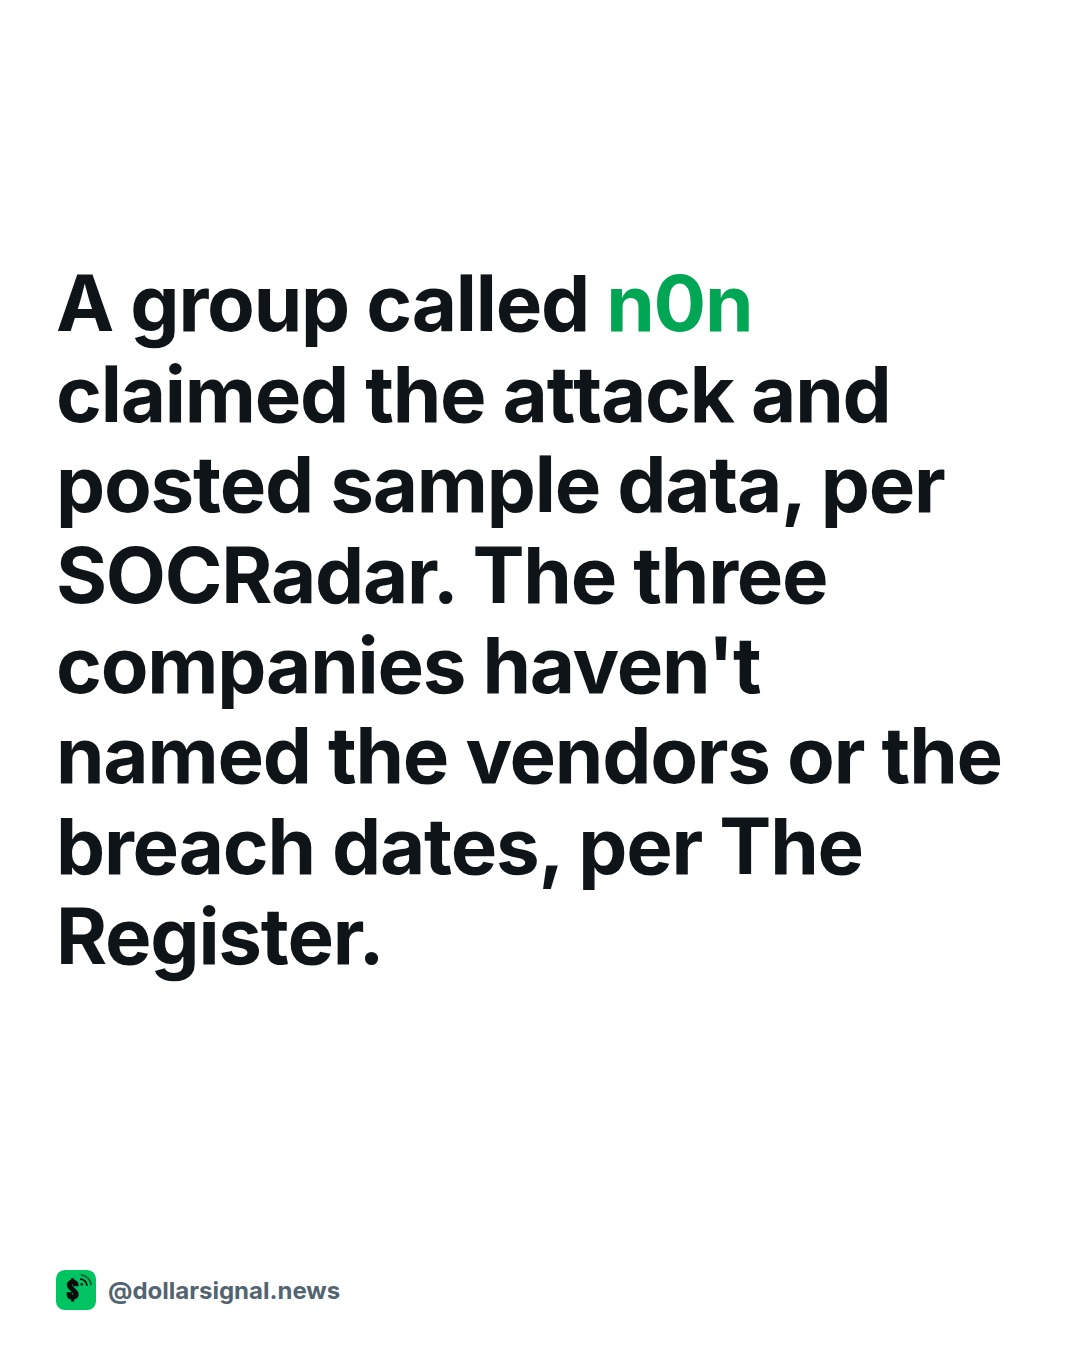 A group called n0n
claimed the attack and
posted sample data, per
SOCRadar. The three
companies haven't
named the vendors or the
breach dates, per The
Register.
$
@dollarsignal.news